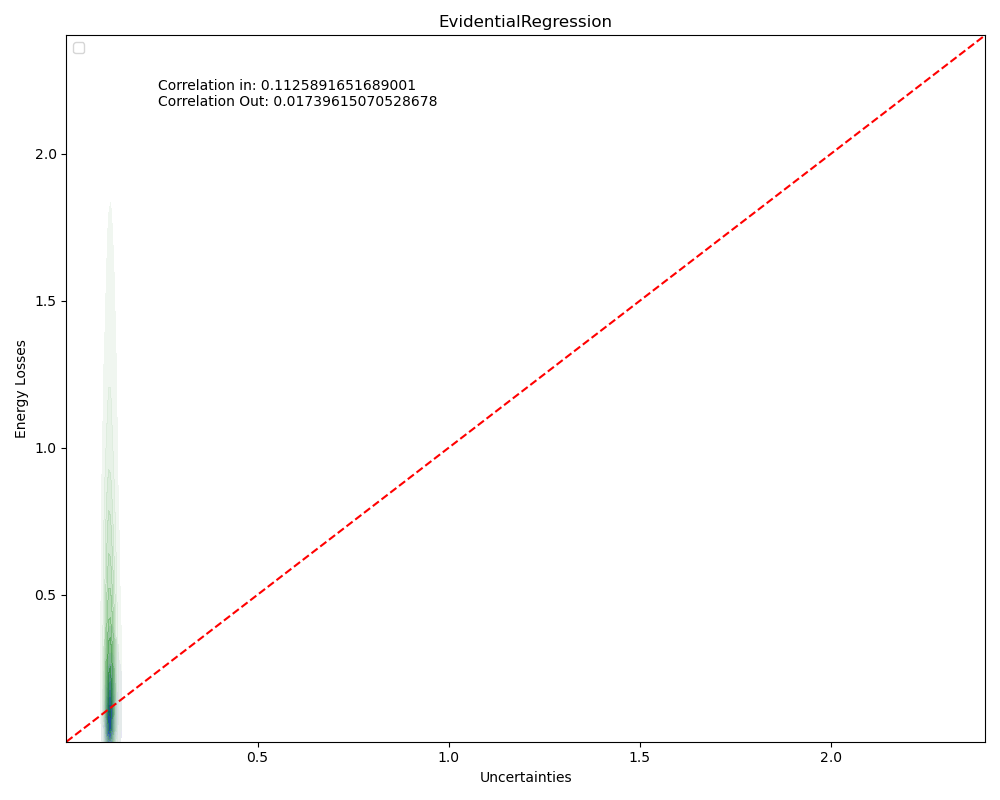 EvidentialRegression
Correlation in: 0.1125891651689001
Correlation Out: 0.01739615070528678
2.0
1.5
1.0
0.5
Energy Losses
0.5
1.0
1.5
2.0
Uncertainties